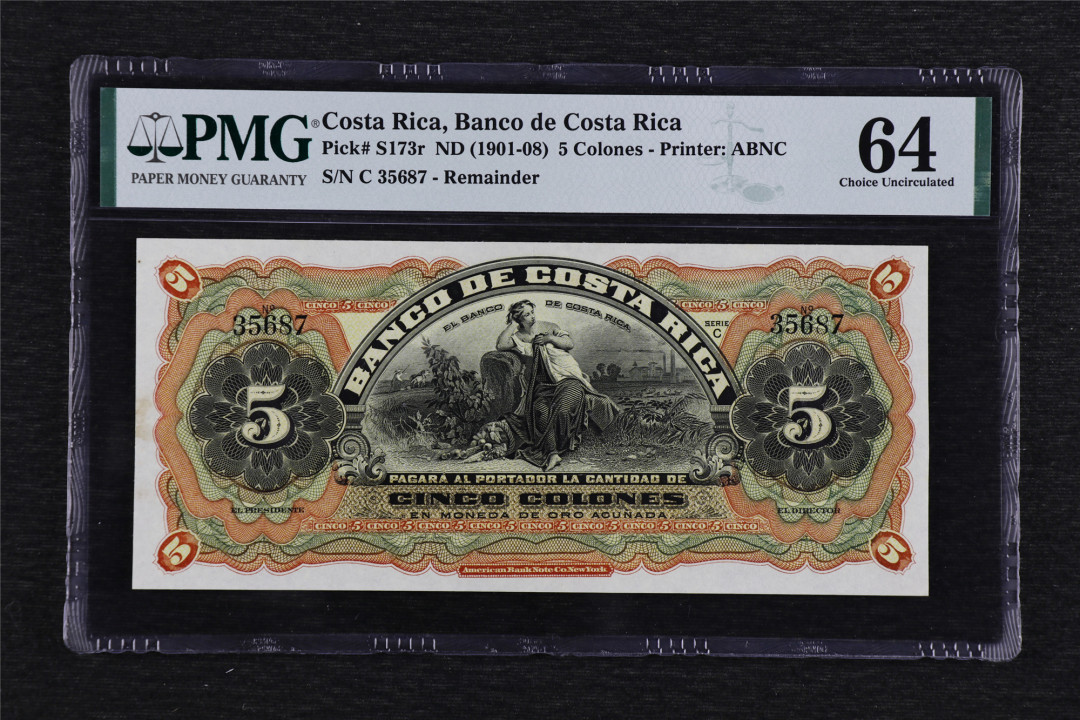 PMG®
PAPER MONEY GUARANTY
Costa Rica, Banco de Costa Rica
Pick# S173r ND (1901-08) 5 Colones - Printer: ABNC
S/N C 35687 - Remainder
64
Choice Uncirculated
5
5
BANCO DE COSTA RICA
CINCO 5 CINCO
CINCO 5 CINCO
EL BANCO DE COSTA RICA
Nº
35687
SERIE
C
Nº
35687
5
5
PAGARÁ AL PORTADOR LA CANTIDAD DE
CINCO COLONES
EN MONEDA DE ORO ACUÑADA
EL PRESIDENTE
EL DIRECTOR
CINCO 5 CINCO 5 CINCO 5 CINCO 5 CINCO 5 CINCO 5 CINCO 5 CINCO 5 CINCO
5
5
American Bank Note Co. New York